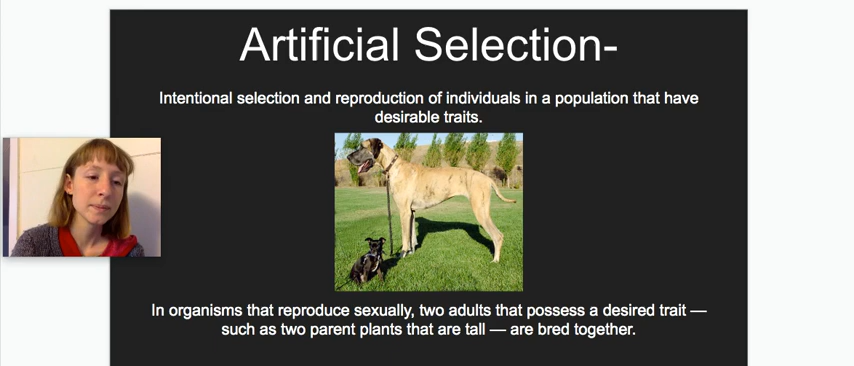 Artificial Selection-
Intentional selection and reproduction of individuals in a population that have
desirable traits.
In organisms that reproduce sexually, two adults that possess a desired trait —
such as two parent plants that are tall — are bred together.